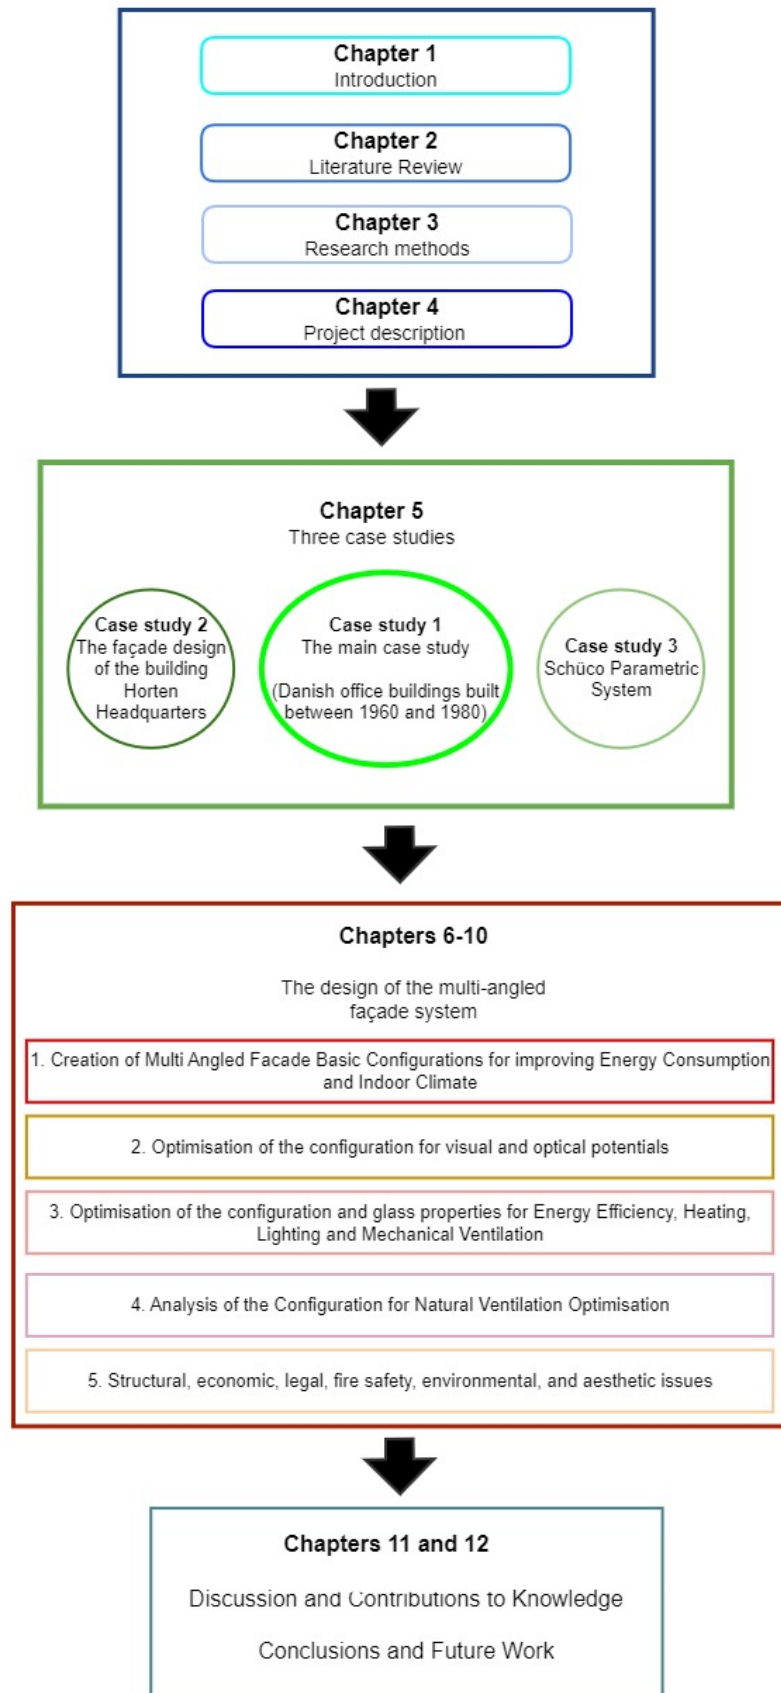 Chapter 1
Introduction
Chapter 2
Literature Review
Chapter 3
Research methods
Chapter 4
Project description
Chapter 5
Three case studies
Case study 2
The façade design
of the building
Horten
Headquarters
Case study 1
The main case study
(Danish office buildings built
between 1960 and 1980)
Case study 3
Schüco Parametric
System
Chapters 6-10
The design of the multi-angled
façade system
1. Creation of Multi Angled Facade Basic Configurations for improving Energy Consumption
and Indoor Climate
2. Optimisation of the configuration for visual and optical potentials
3. Optimisation of the configuration and glass properties for Energy Efficiency, Heating,
Lighting and Mechanical Ventilation
4. Analysis of the Configuration for Natural Ventilation Optimisation
5. Structural, economic, legal, fire safety, environmental, and aesthetic issues
Chapters 11 and 12
Discussion and Contributions to Knowledge
Conclusions and Future Work